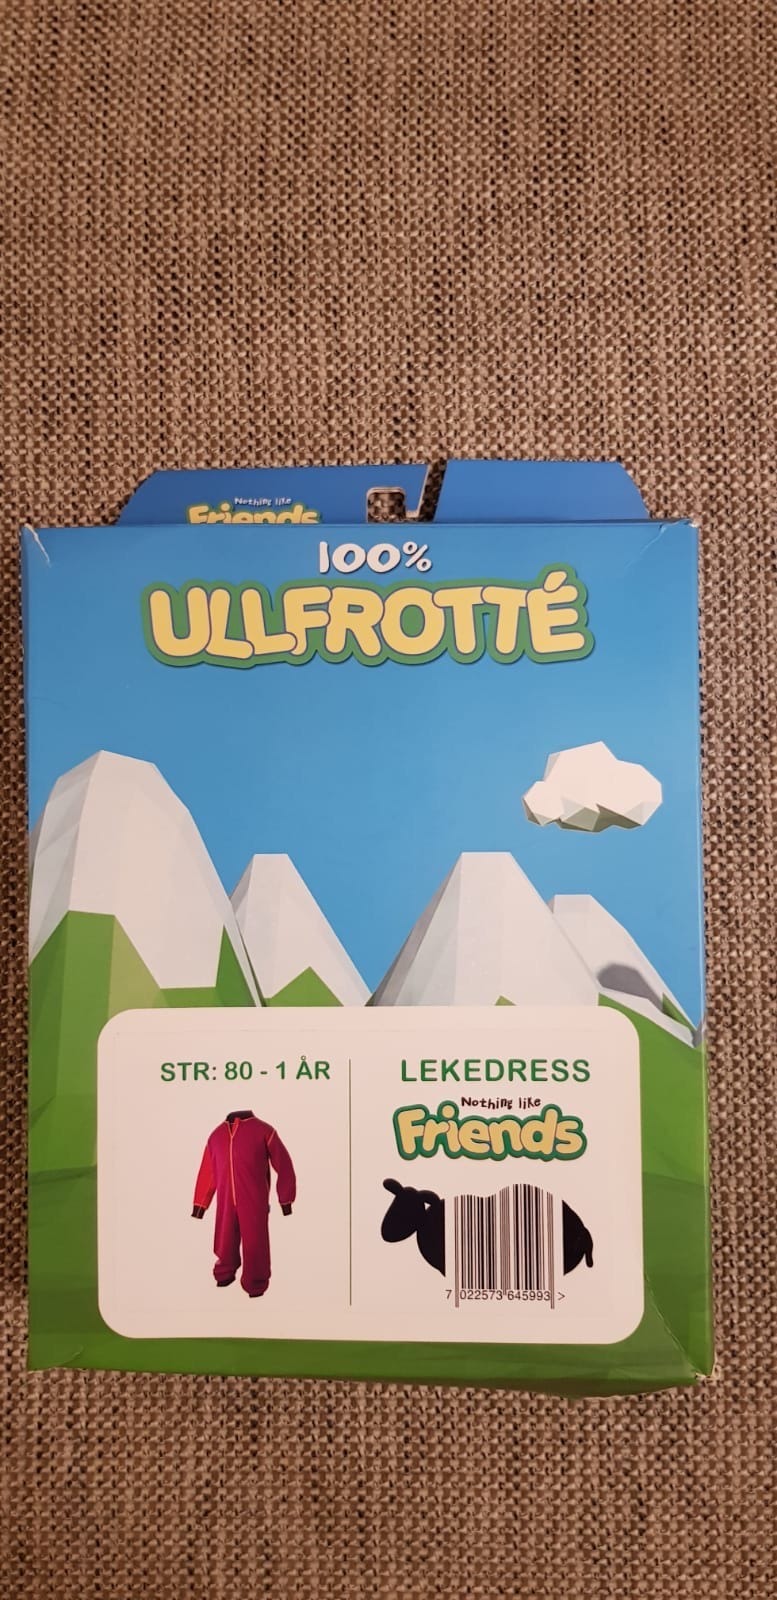 Nothing like
Friends
100%
ULLFROTTÉ
STR: 80 - 1 ÅR
LEKEDRESS
Nothing like
Friends
7 022573 645993 >